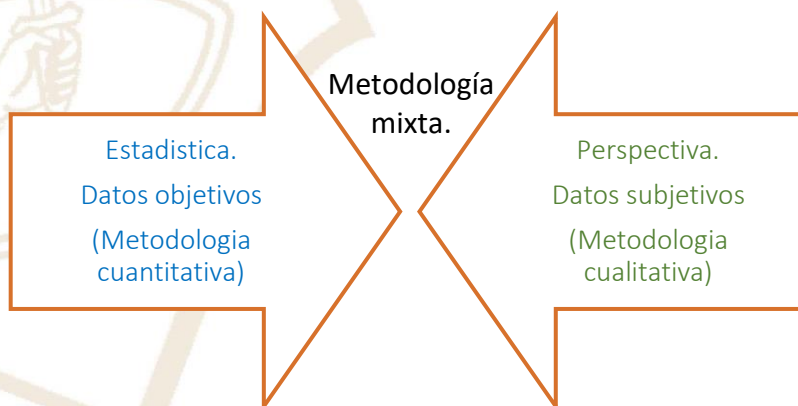 Metodología
mixta.
Estadistica.
Datos objetivos
(Metodologia
cuantitativa)
Perspectiva.
Datos subjetivos
(Metodologia
cualitativa)